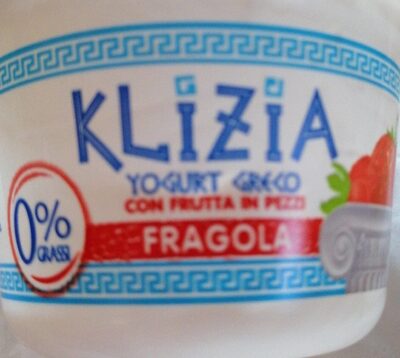 KLIZIA
YOGURT GRECO
CON FRUTTA IN PEZZI
FRAGOLA
0%
GRASSI